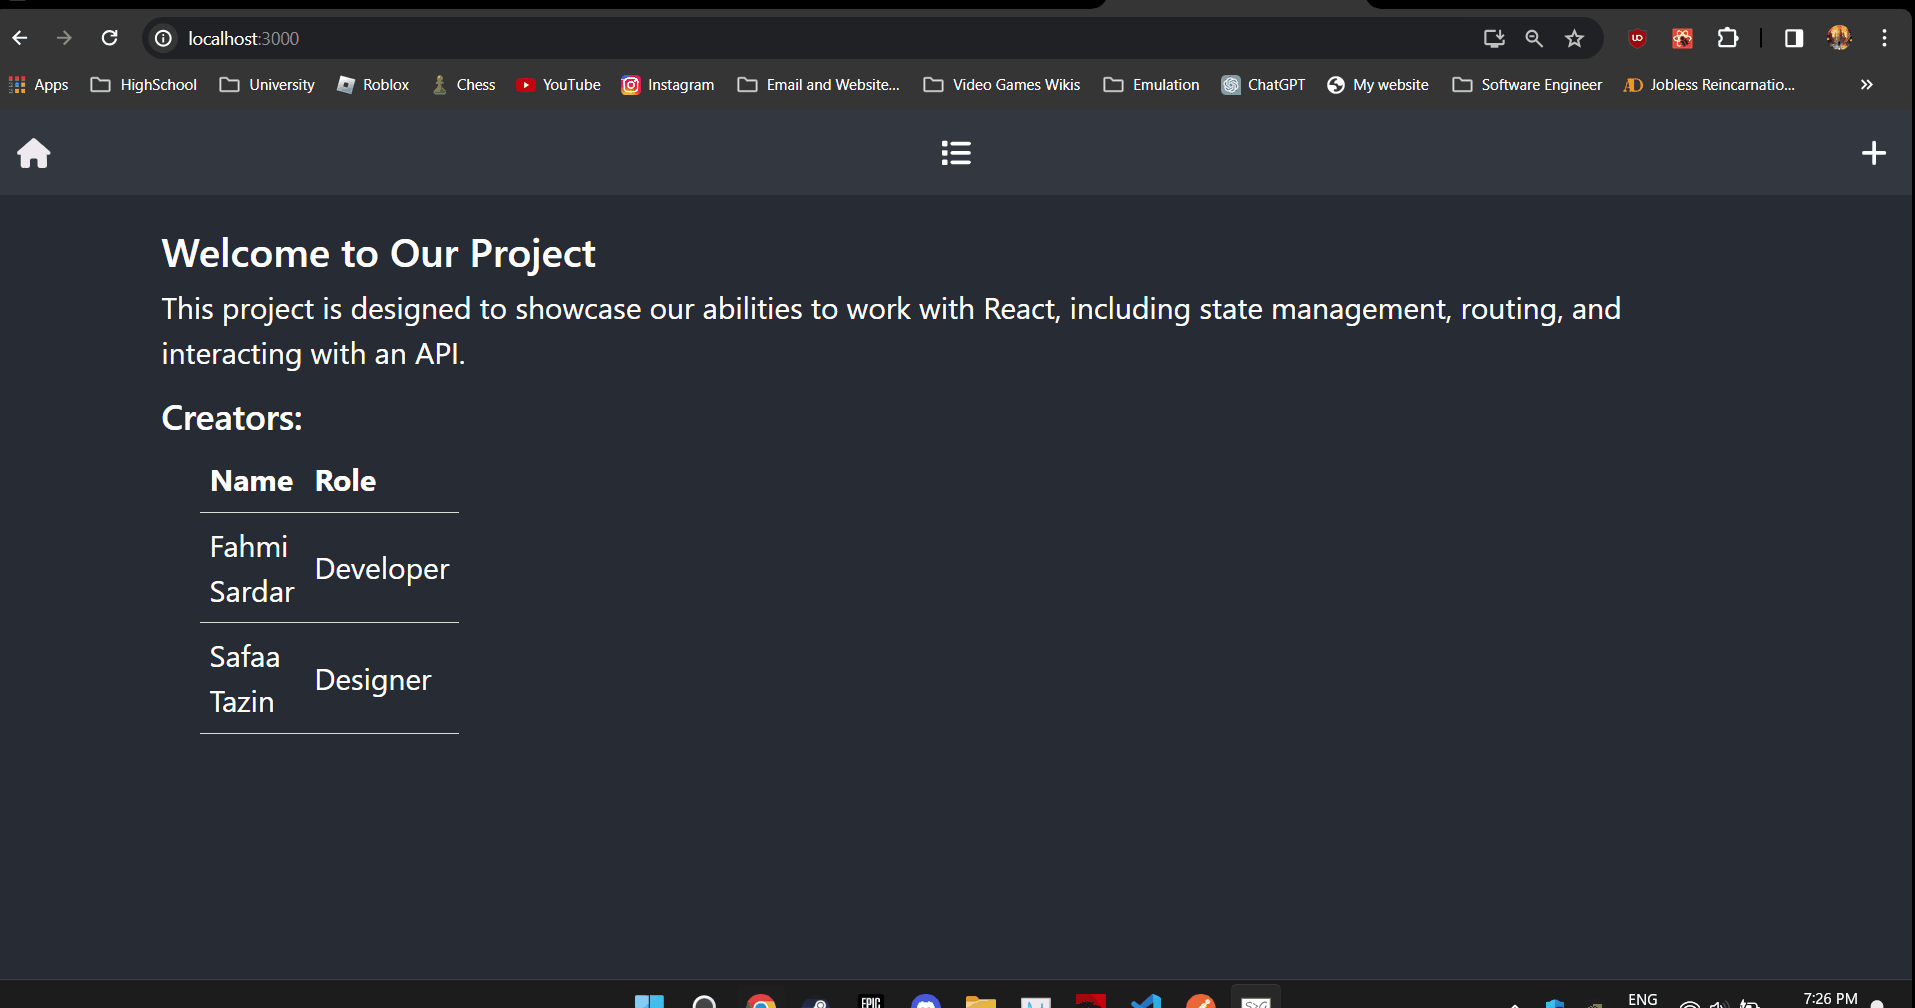 localhost:3000
Apps HighSchool University Roblox Chess YouTube Instagram Email and Website... Video Games Wikis Emulation ChatGPT My website Software Engineer Jobless Reincarnatio...
Welcome to Our Project
This project is designed to showcase our abilities to work with React, including state management, routing, and
interacting with an API.
Creators:
Name Role
Fahmi
Sardar
Developer
Safaa
Tazin
Designer
EPIC
ENG
7:26 PM